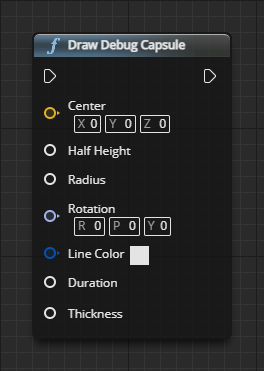 f Draw Debug Capsule
Center
X 0 Y 0 Z 0
Half Height
Radius
Rotation
R 0 P 0 Y 0
Line Color
Duration
Thickness